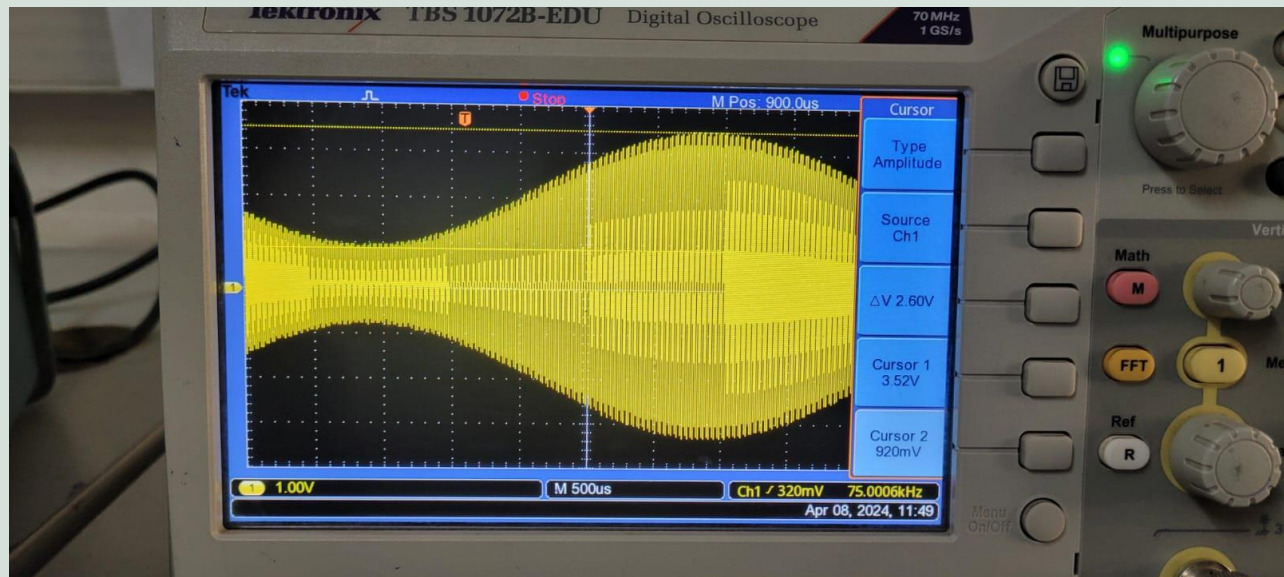 Tektronix TBS 1072B-EDU Digital Oscilloscope
70 MHz
1 GS/s
Multipurpose
Tek
Stop
M Pos: 900.0us
Cursor
T
Type
Amplitude
Press to Select
Source
Ch1
Math
M
1
ΔV 2.60V
Cursor 1
3.52V
FFT
1
Cursor 2
920mV
Ref
R
1 1.00V
M 500us
Ch1 / 320mV
75.0006kHz
Apr 08, 2024, 11:49
Menu
On/Off